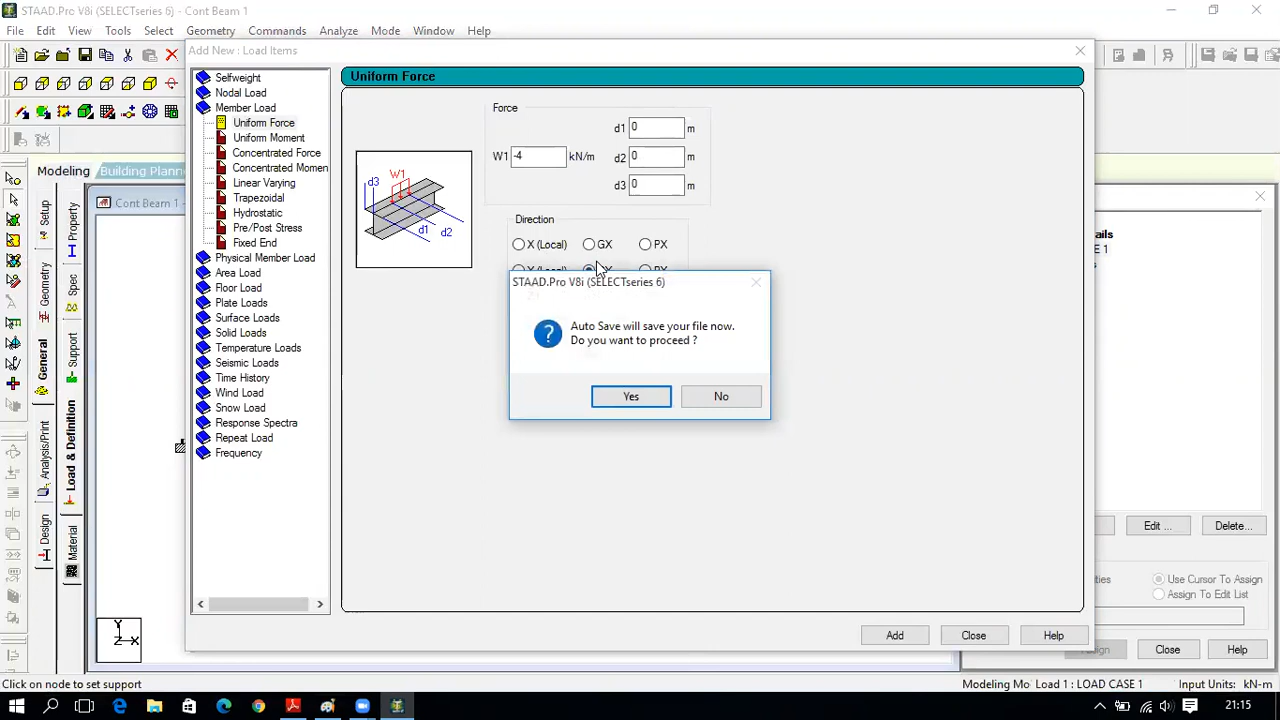 STAAD.Pro V8i (SELECTseries 6) - Cont Beam 1
File Edit View Tools Select Geometry Commands Analyze Mode Window Help
Add New : Load Items
Selfweight
Nodal Load
Member Load
Uniform Force
Uniform Moment
Concentrated Force
Concentrated Momen
Linear Varying
Trapezoidal
Hydrostatic
Pre/Post Stress
Fixed End
Physical Member Load
Area Load
Floor Load
Plate Loads
Surface Loads
Solid Loads
Temperature Loads
Seismic Loads
Time History
Wind Load
Snow Load
Response Spectra
Repeat Load
Frequency
Uniform Force
Force
W1 -4 kN/m
d1 0 m
d2 0 m
d3 0 m
W1
d3
d1
d2
Direction
X (Local) GX PX
STAAD.Pro V8i (SELECTseries 6)
Auto Save will save your file now.
Do you want to proceed ?
Yes No
Add Close Help
Modeling Building Plann
Cont Beam 1 -
Setup
Geometry
General
Analysis/Print
Design
Property
Spec
Support
Load & Definition
Material
Y
Z X
ails
E 1
s
Edit ... Delete...
ities
Use Cursor To Assign
Assign To Edit List
Assign Close Help
Click on node to set support
Modeling Mo Load 1 : LOAD CASE 1 Input Units: kN-m
21:15